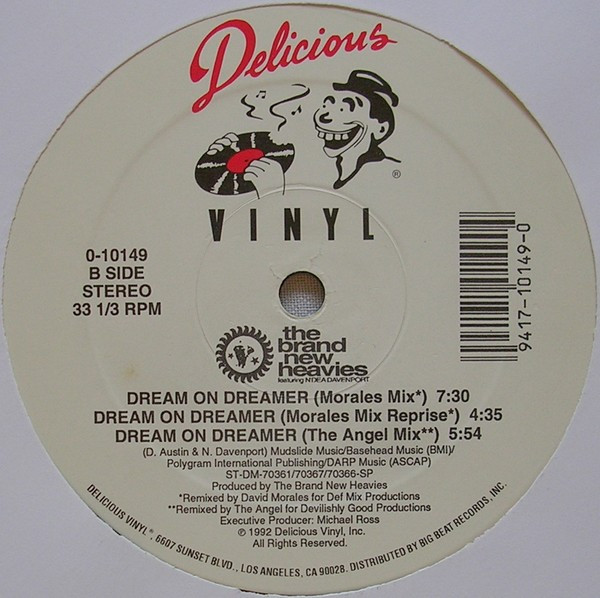 Delicious
®
VINYL
0-10149
B SIDE
STEREO
33 1/3 RPM
9417-10149-0
the
brand
new
heavies
featuring N'DEA DAVENPORT
DREAM ON DREAMER (Morales Mix*) 7:30
DREAM ON DREAMER (Morales Mix Reprise*) 4:35
DREAM ON DREAMER (The Angel Mix**) 5:54
(D. Austin & N. Davenport) Mudslide Music/Basehead Music (BMI)/
Polygram International Publishing/DARP Music (ASCAP)
ST-DM-70361/70367/70366-SP
Produced by The Brand New Heavies
*Remixed by David Morales for Def Mix Productions
**Remixed by The Angel for Devilishly Good Productions
Executive Producer: Michael Ross
© 1992 Delicious Vinyl, Inc.
All Rights Reserved.
DELICIOUS VINYL®, 6607 SUNSET BLVD., LOS ANGELES, CA 90028. DISTRIBUTED BY BIG BEAT RECORDS, INC.